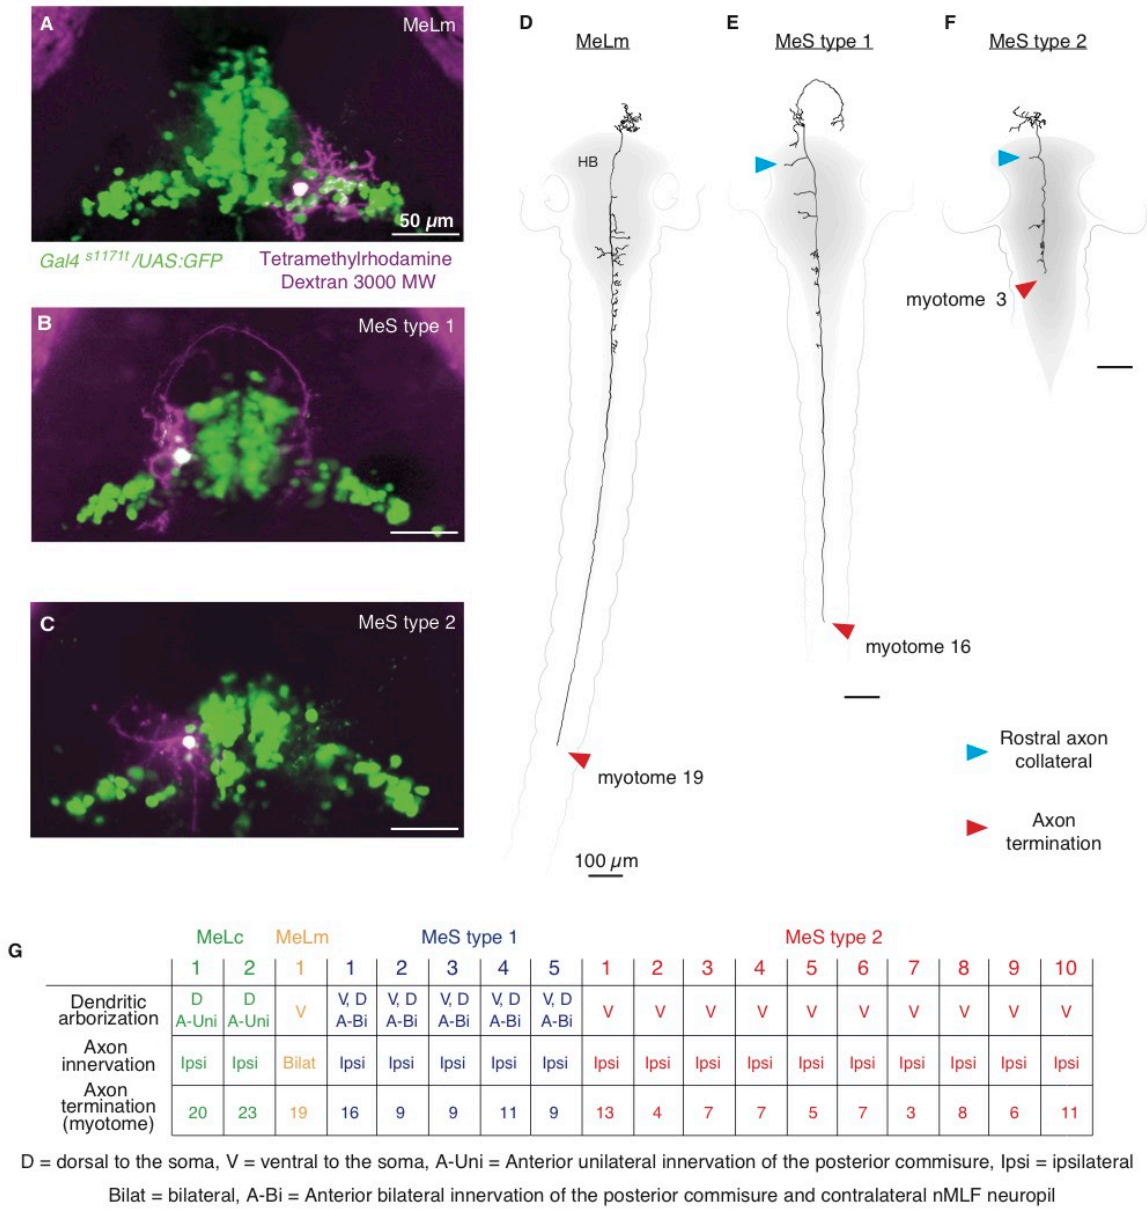 A
MeLm
50 µm
Gal4 s1171t /UAS:GFP
Tetramethylrhodamine
Dextran 3000 MW
B
MeS type 1
C
MeS type 2
D
MeLm
HB
myotome 19
100 µm
E
MeS type 1
myotome 16
F
MeS type 2
myotome 3
Rostral axon
collateral
Axon
termination
G
MeLc MeLm MeS type 1 MeS type 2
1 2 1 1 2 3 4 5 1 2 3 4 5 6 7 8 9 10
Dendritic
arborization
D D V V, D V, D V, D V, D V, D V V V V V V V V V V
A-Uni A-Uni A-Bi A-Bi A-Bi A-Bi A-Bi
Axon
innervation
Ipsi Ipsi Bilat Ipsi Ipsi Ipsi Ipsi Ipsi Ipsi Ipsi Ipsi Ipsi Ipsi Ipsi Ipsi Ipsi Ipsi Ipsi
Axon
termination
(myotome)
20 23 19 16 9 9 11 9 13 4 7 7 5 7 3 8 6 11
D = dorsal to the soma, V = ventral to the soma, A-Uni = Anterior unilateral innervation of the posterior commisure, Ipsi = ipsilateral
Bilat = bilateral, A-Bi = Anterior bilateral innervation of the posterior commisure and contralateral nMLF neuropil